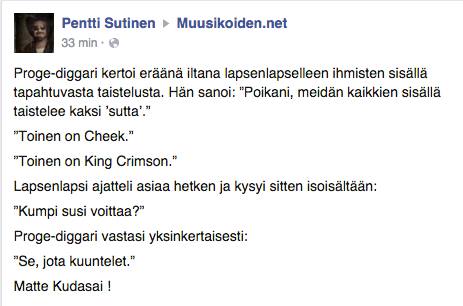 Pentti Sutinen ▸ Muusikoiden.net
33 min ·
Proge-diggari kertoi eräänä iltana lapsenlapselleen ihmisten sisällä
tapahtuvasta taistelusta. Hän sanoi: ”Poikani, meidän kaikkien sisällä
taistelee kaksi ’sutta’.”
”Toinen on Cheek.”
”Toinen on King Crimson.”
Lapsenlapsi ajatteli asiaa hetken ja kysyi sitten isoisältään:
”Kumpi susi voittaa?”
Proge-diggari vastasi yksinkertaisesti:
”Se, jota kuuntelet.”
Matte Kudasai !